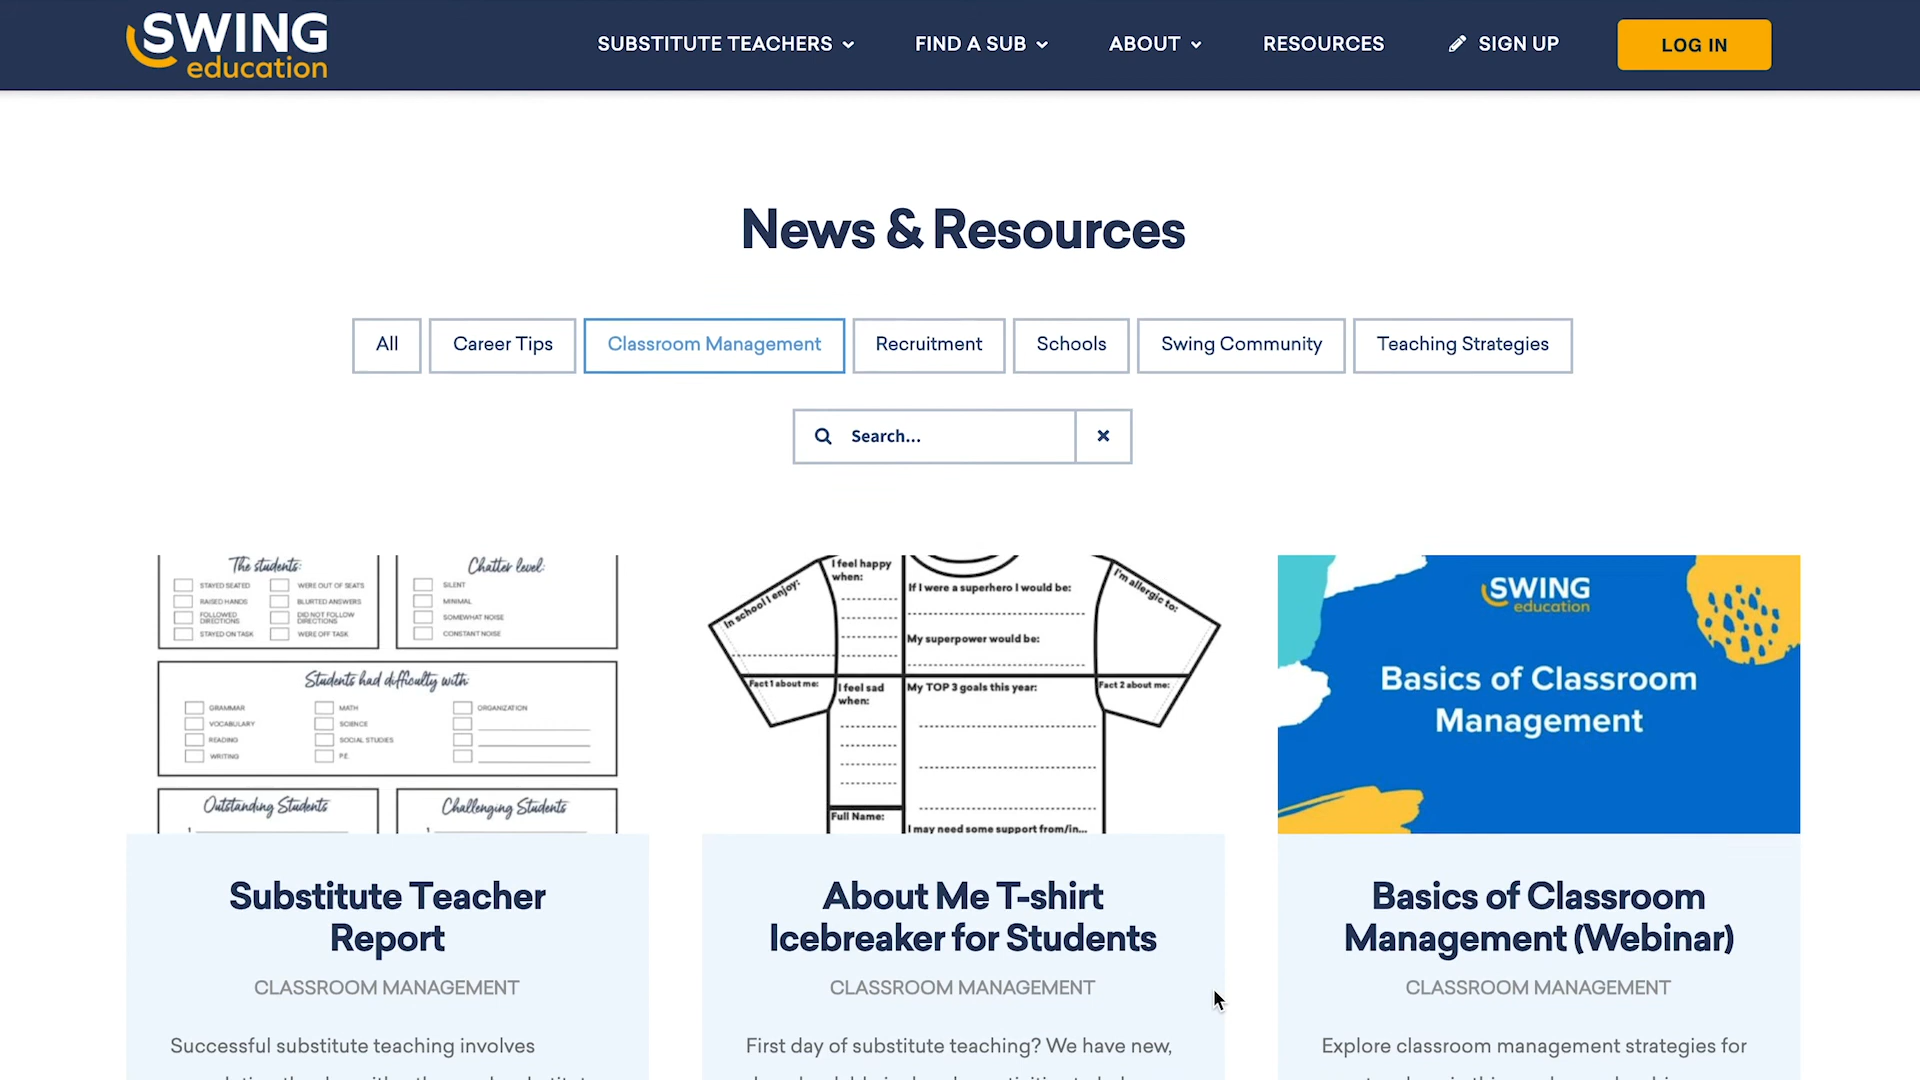 SWING
education
SUBSTITUTE TEACHERS
FIND A SUB
ABOUT
RESOURCES
SIGN UP
LOG IN
News & Resources
All
Career Tips
Classroom Management
Recruitment
Schools
Swing Community
Teaching Strategies
Search...
The students:
STAYED SEATED
WERE OUT OF SEATS
RAISED HANDS
BLURTED ANSWERS
FOLLOWED DIRECTIONS
DID NOT FOLLOW DIRECTIONS
STAYED ON TASK
WERE OFF TASK
Chatter level:
SILENT
MINIMAL
SOMEWHAT NOISE
CONSTANT NOISE
Students had difficulty with:
GRAMMAR
MATH
ORGANIZATION
VOCABULARY
SCIENCE
READING
SOCIAL STUDIES
WRITING
P.E.
Outstanding Students
Challenging Students
In school I enjoy:
I feel happy when:
If I were a superhero I would be:
I'm allergic to:
My superpower would be:
Fact 1 about me:
I feel sad when:
My TOP 3 goals this year:
Fact 2 about me:
Full Name:
I may need some support from/in...
SWING
education
Basics of Classroom
Management
Substitute Teacher
Report
CLASSROOM MANAGEMENT
Successful substitute teaching involves
About Me T-shirt
Icebreaker for Students
CLASSROOM MANAGEMENT
First day of substitute teaching? We have new,
Basics of Classroom
Management (Webinar)
CLASSROOM MANAGEMENT
Explore classroom management strategies for